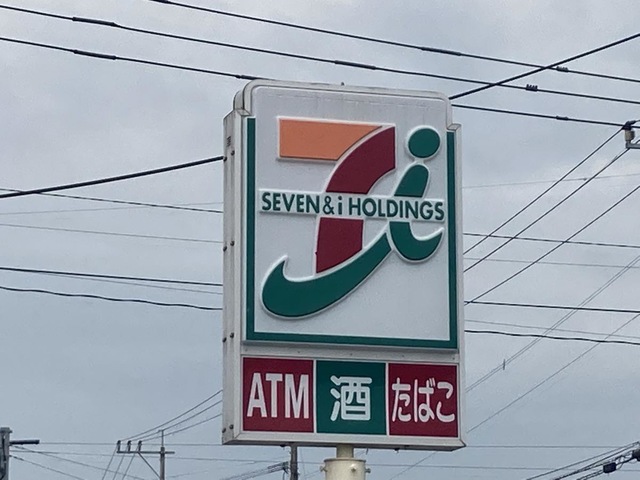 SEVEN&i HOLDINGS
ATM 酒 たばこ